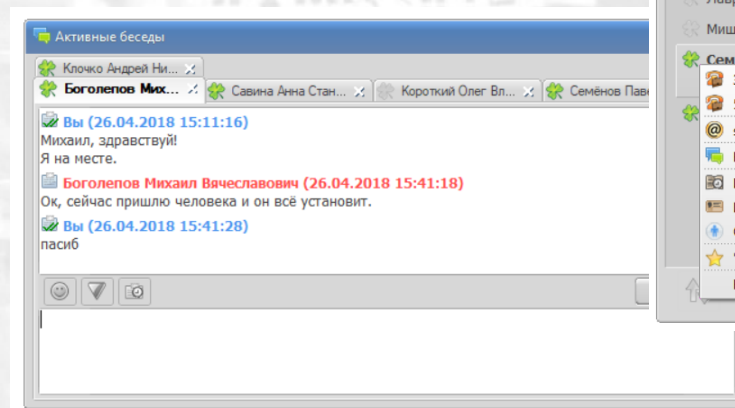 Активные беседы
Клочко Андрей Ни...
Боголепов Мих...
Савина Анна Стан...
Короткий Олег Вл...
Семёнов Паве
Вы (26.04.2018 15:11:16)
Михаил, здравствуй!
Я на месте.
Боголепов Михаил Вячеславович (26.04.2018 15:41:18)
Ок, сейчас пришлю человека и он всё установит.
Вы (26.04.2018 15:41:28)
пасиб
Миш
Сем